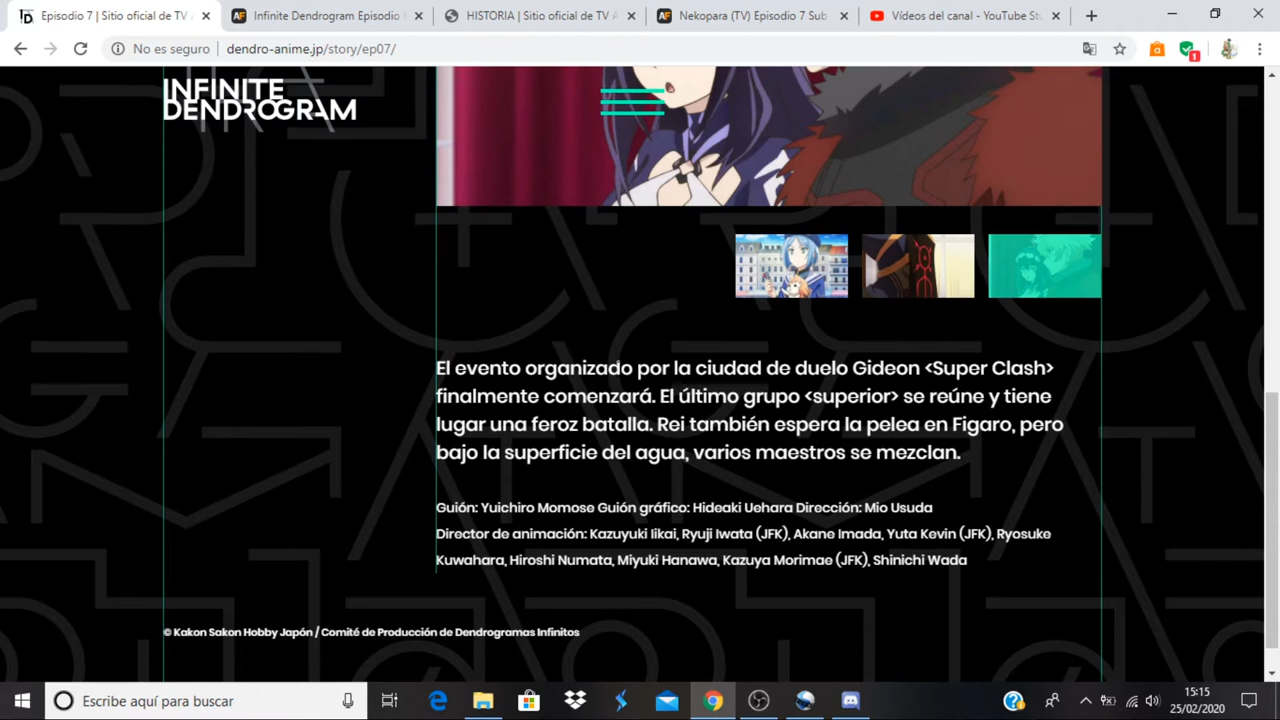 Episodio 7 | Sitio oficial de TV A
Infinite Dendrogram Episodio
HISTORIA | Sitio oficial de TV A
Nekopara (TV) Episodio 7 Sub
Vídeos del canal - YouTube Stu
No es seguro
dendro-anime.jp/story/ep07/
1
INFINITE
DENDROGRAM
El evento organizado por la ciudad de duelo Gideon <Super Clash>
finalmente comenzará. El último grupo <superior> se reúne y tiene
lugar una feroz batalla. Rei también espera la pelea en Figaro, pero
bajo la superficie del agua, varios maestros se mezclan.
Guión: Yuichiro Momose Guión gráfico: Hideaki Uehara Dirección: Mio Usuda
Director de animación: Kazuyuki Iikai, Ryuji Iwata (JFK), Akane Imada, Yuta Kevin (JFK), Ryosuke
Kuwahara, Hiroshi Numata, Miyuki Hanawa, Kazuya Morimae (JFK), Shinichi Wada
© Kakon Sakon Hobby Japón / Comité de Producción de Dendrogramas Infinitos
Escribe aquí para buscar
15:15
25/02/2020